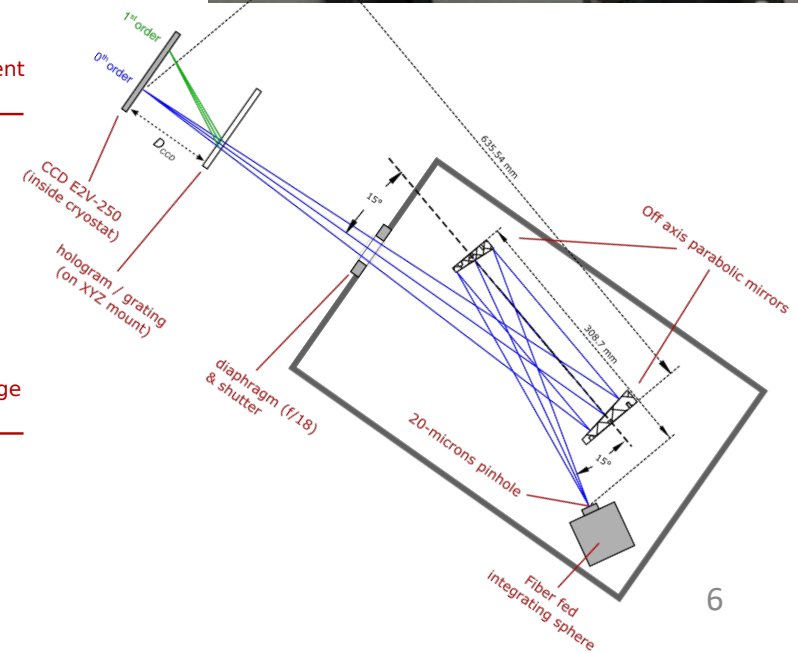 ent
ge
1st order
0th order
DCCD
CCD E2V-250
(inside cryostat)
hologram / grating
(on XYZ mount)
15°
635.54 mm
Off axis parabolic
mirrors
308.7 mm
diaphragm (f/18)
& shutter
20-microns pinhole
15°
Fiber fed
integrating sphere
6